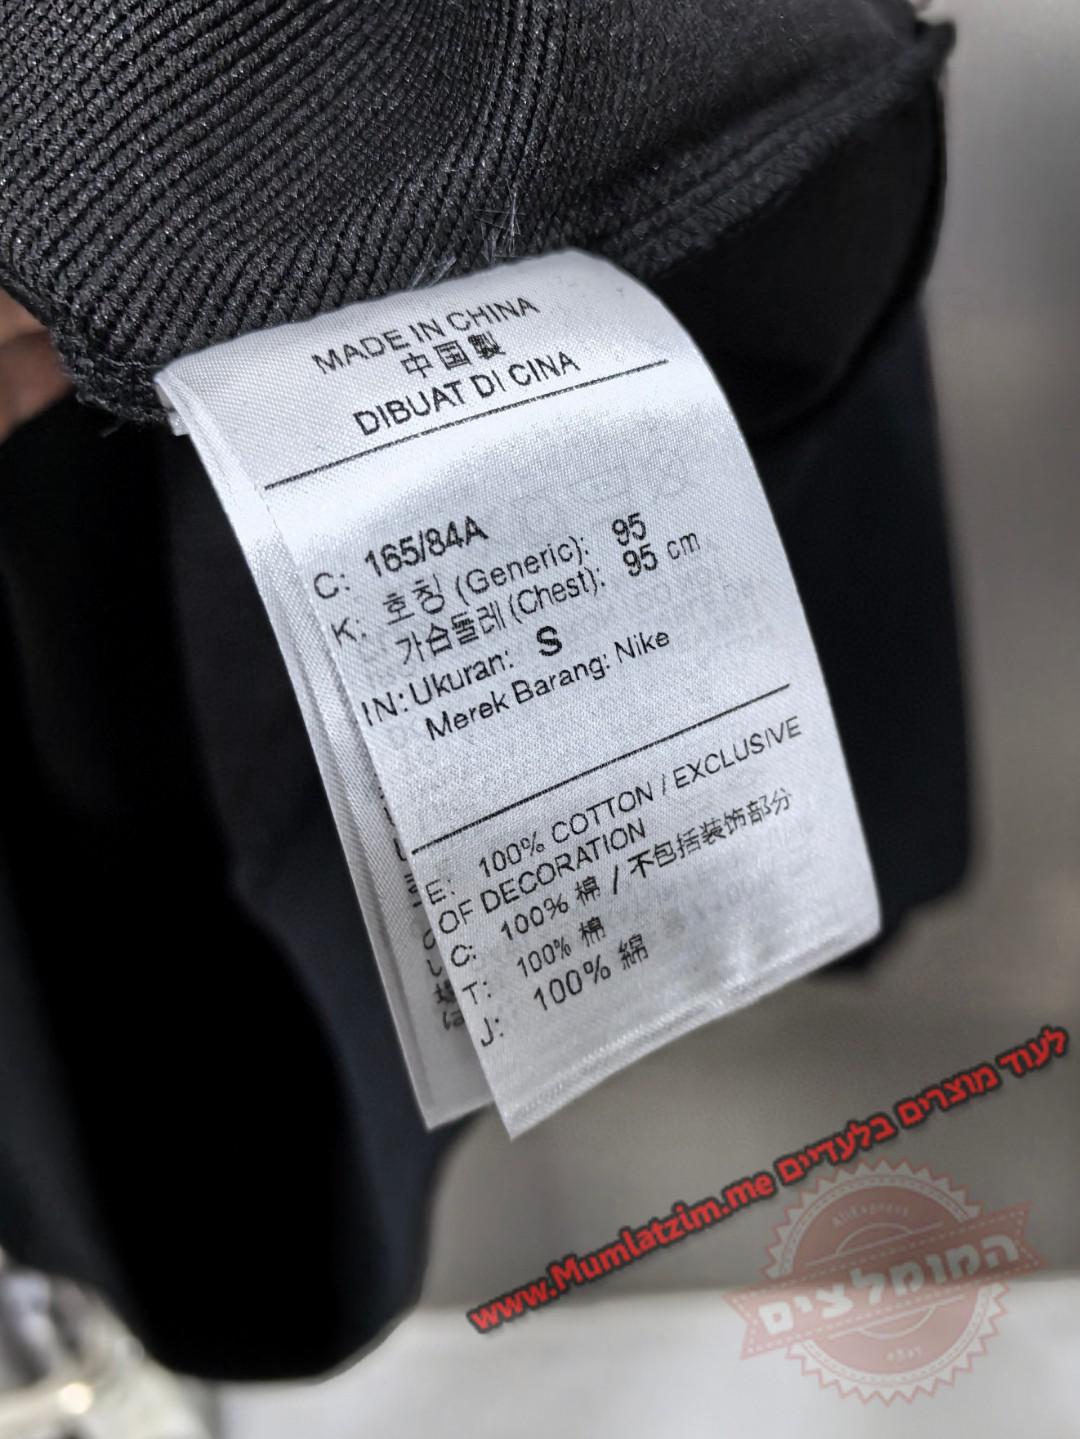 MADE IN CHINA
中国製
DIBUAT DI CINA
C: 165/84A
K: 호칭 (Generic): 95
가슴둘레 (Chest): 95 cm
IN: Ukuran: S
Merek Barang: Nike
E: 100% COTTON / EXCLUSIVE
OF DECORATION
C: 100% 棉 / 不包括装饰部分
T: 100% 棉
J: 100% 綿
לעוד מוצרים בלעדיים www.Mumlatzim.me
AliExpress
המומלצים
eBay